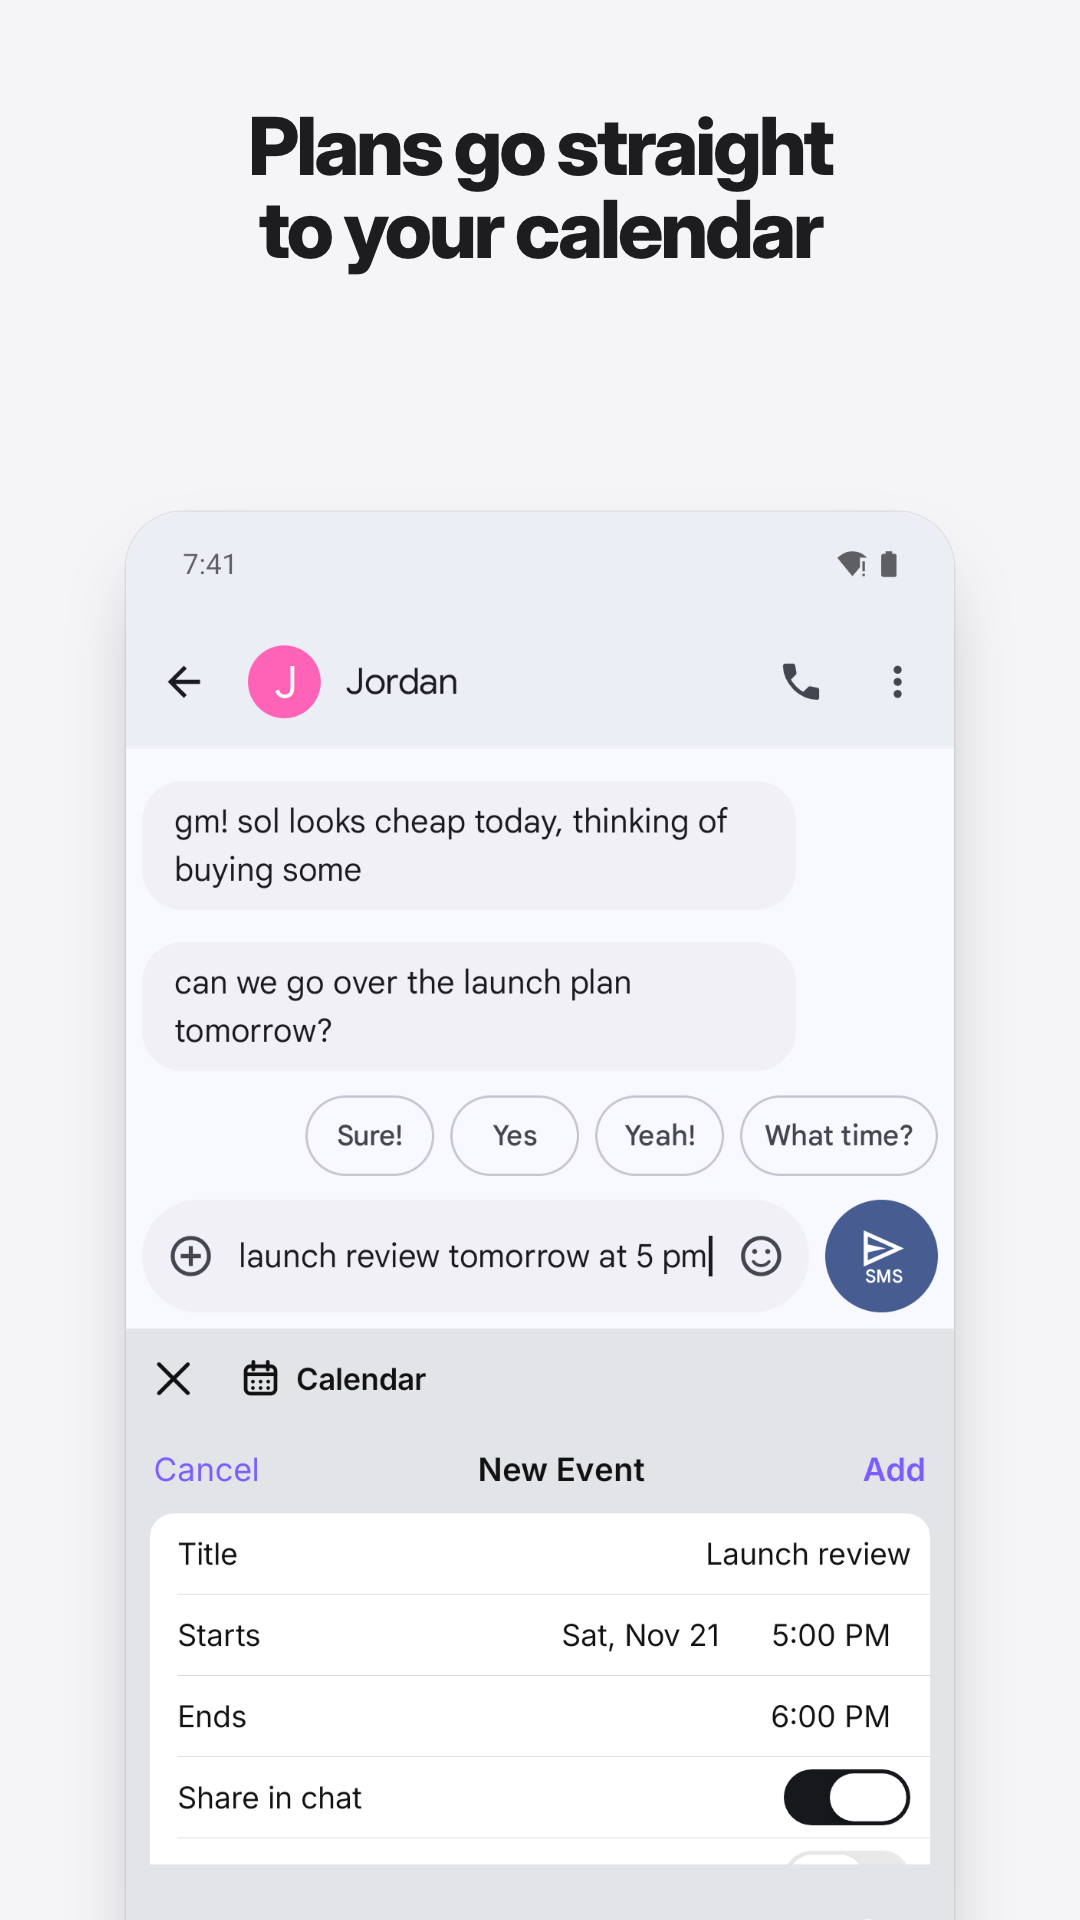 Plans go straight
to your calendar
7:41
J
Jordan
gm! sol looks cheap today, thinking of
buying some
can we go over the launch plan
tomorrow?
Sure!
Yes
Yeah!
What time?
launch review tomorrow at 5 pm
SMS
Calendar
Cancel
New Event
Add
Title
Launch review
Starts
Sat, Nov 21
5:00 PM
Ends
6:00 PM
Share in chat